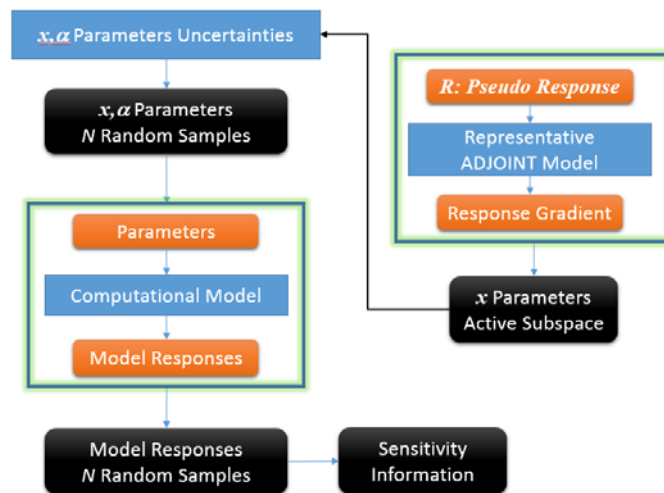 x,α Parameters Uncertainties
x,α Parameters
N Random Samples
Parameters
Computational Model
Model Responses
Model Responses
N Random Samples
Sensitivity
Information
R: Pseudo Response
Representative
ADJOINT Model
Response Gradient
x Parameters
Active Subspace